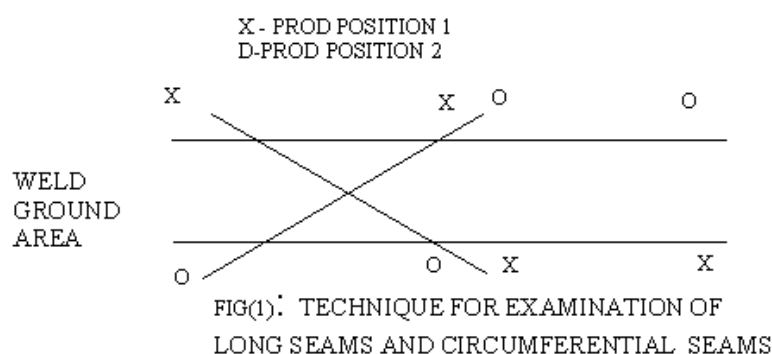 X - PROD POSITION 1
D-PROD POSITION 2
X
X O
O
WELD
GROUND
AREA
O
O X
X
FIG(1): TECHNIQUE FOR EXAMINATION OF
LONG SEAMS AND CIRCUMFERENTIAL SEAMS